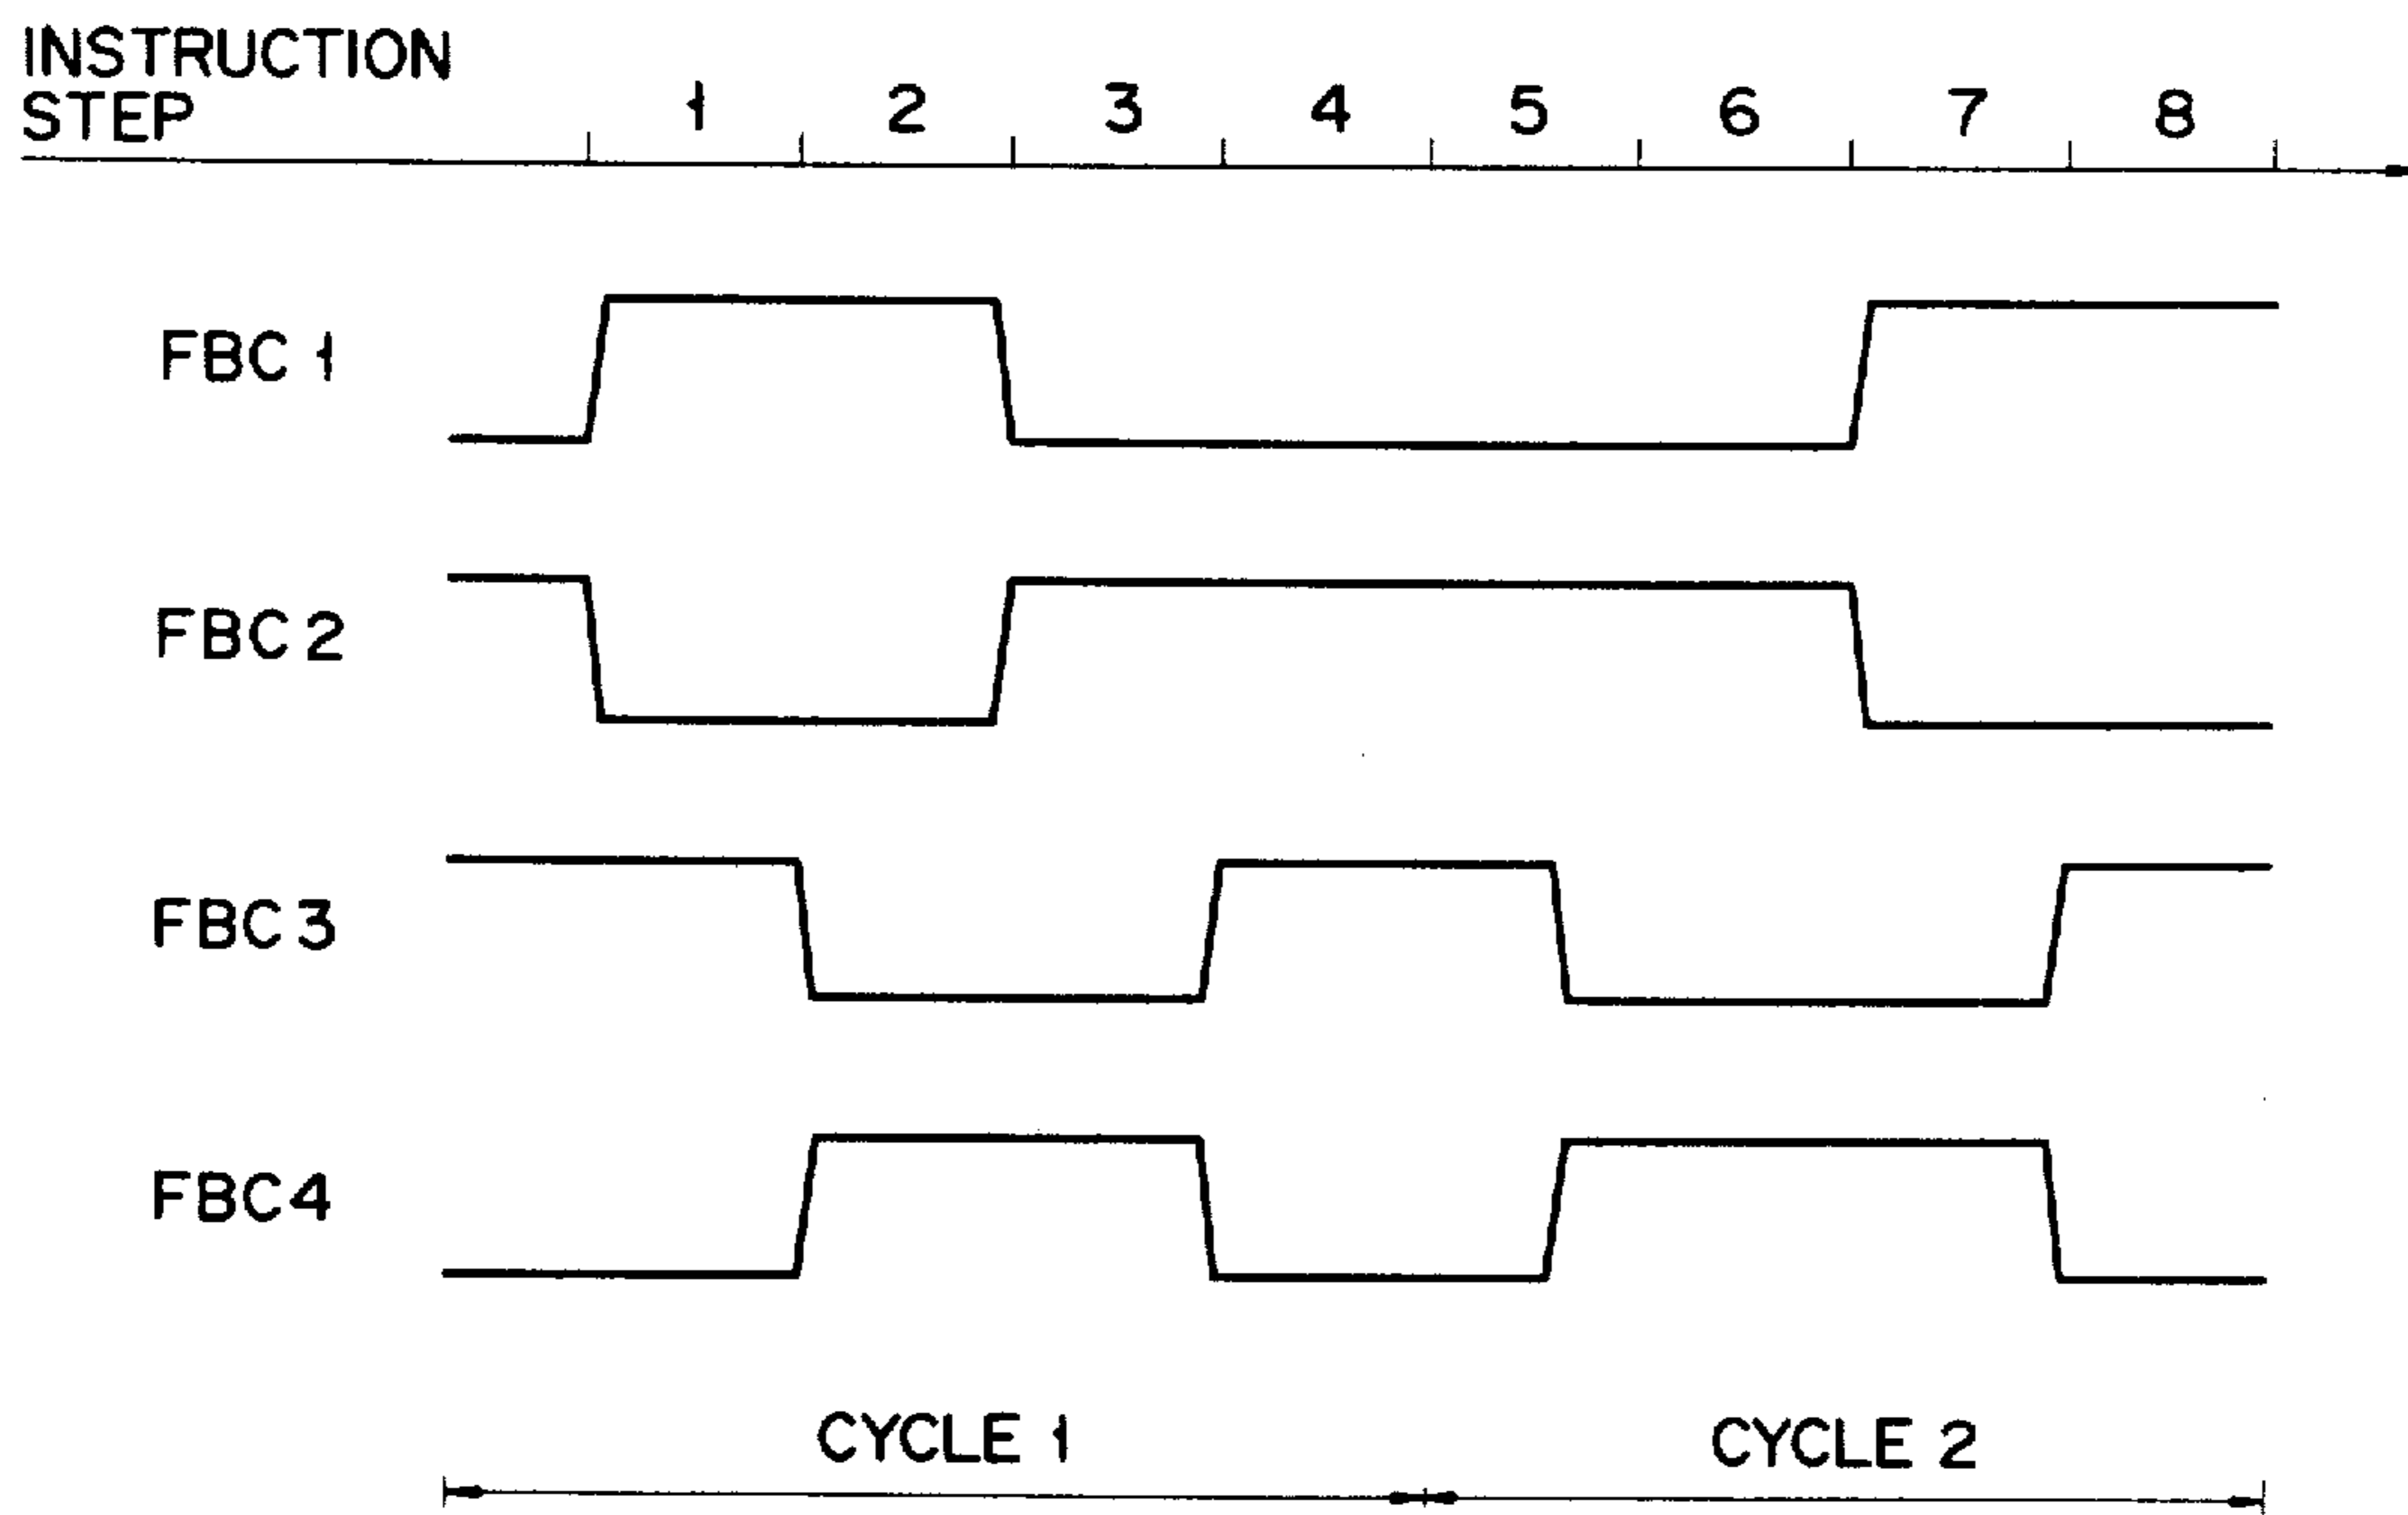 INSTRUCTION
STEP 1 2 3 4 5 6 7 8
FBC 1
FBC 2
FBC 3
FBC 4
CYCLE 1 CYCLE 2